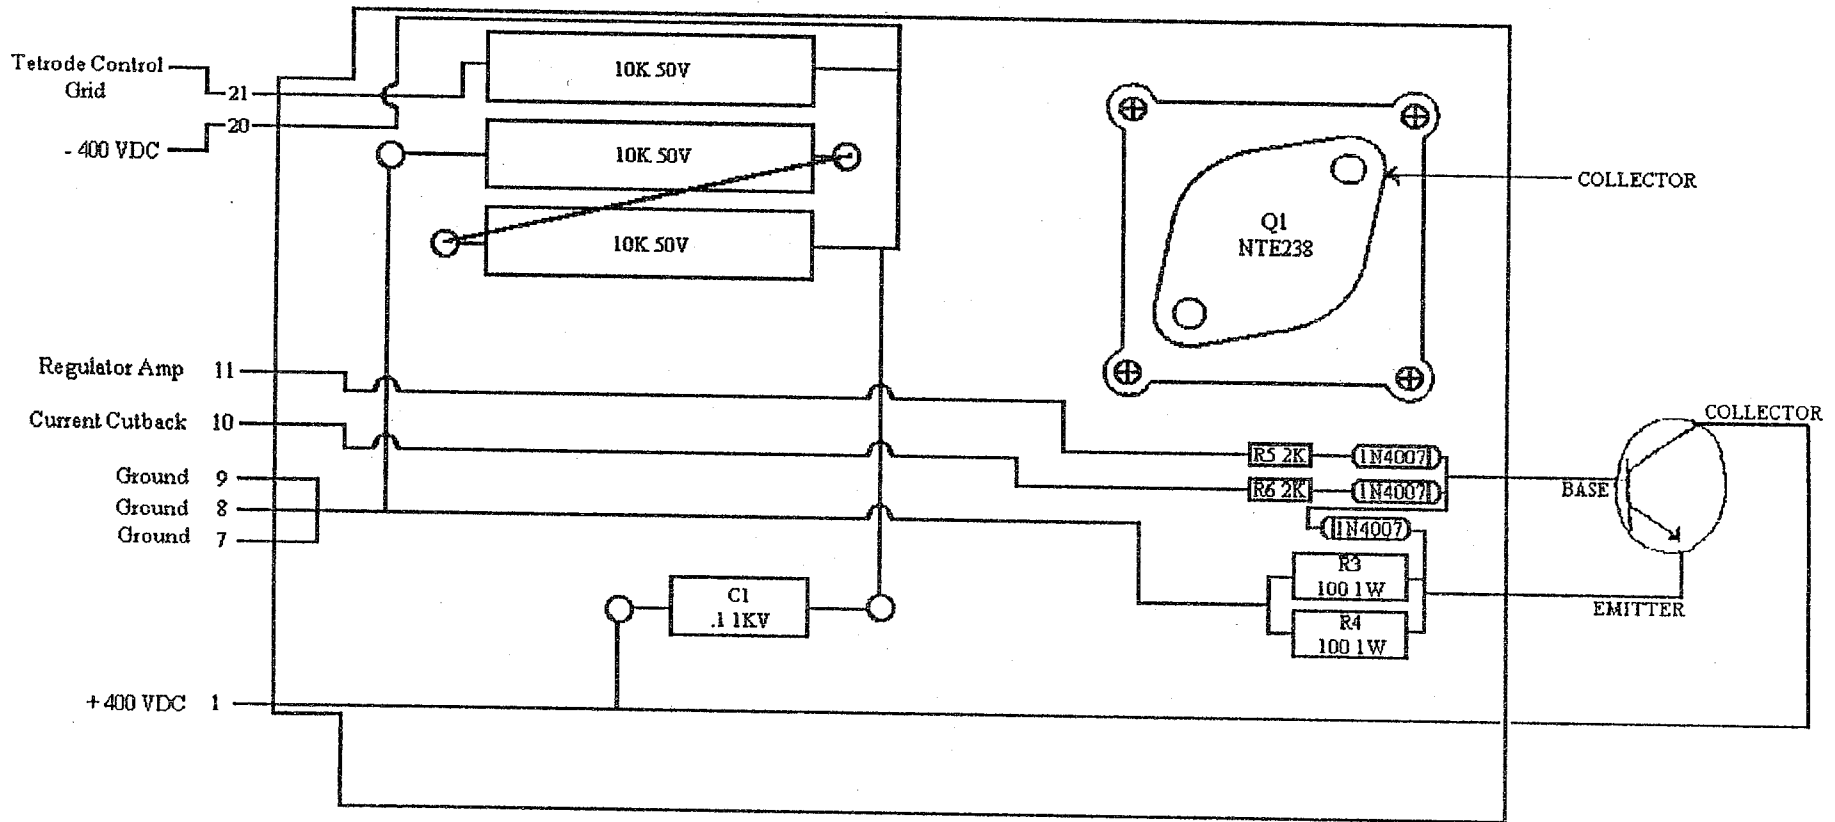 Tetrode Control
Grid
21
20
- 400 VDC
10K 50V
10K 50V
10K 50V
COLLECTOR
Q1
NTE238
Regulator Amp 11
Current Cutback 10
Ground 9
Ground 8
Ground 7
R5 2K
1N4007
R6 2K
1N4007
1N4007
R3
100 1W
R4
100 1W
COLLECTOR
BASE
EMITTER
C1
.1 1KV
+ 400 VDC 1